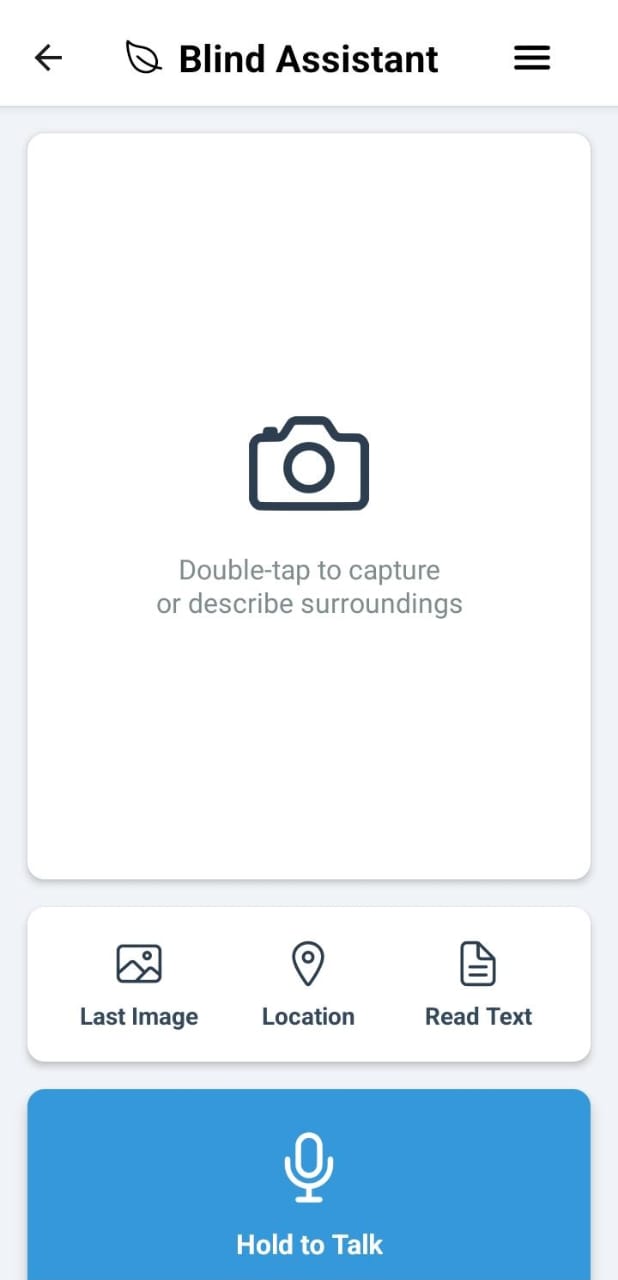 Blind Assistant
Double-tap to capture
or describe surroundings
Last Image
Location
Read Text
Hold to Talk